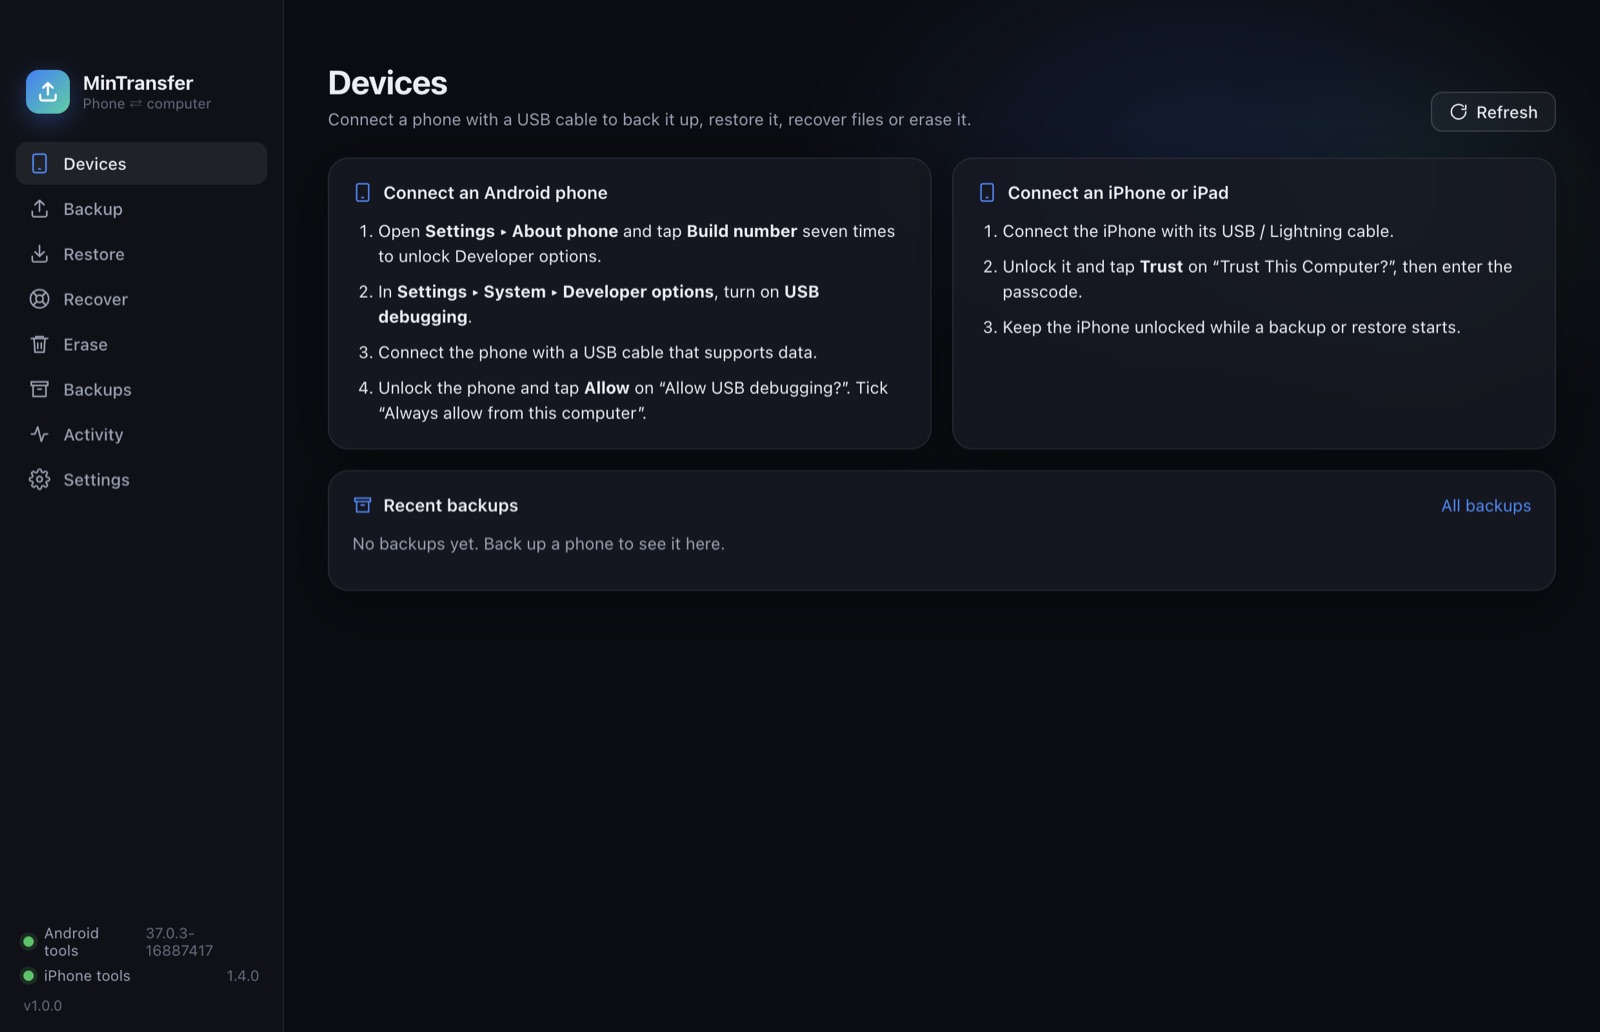 MinTransfer
Phone ⇄ computer
Devices
Backup
Restore
Recover
Erase
Backups
Activity
Settings
Android
tools
37.0.3-
16887417
iPhone tools 1.4.0
v1.0.0
Devices
Connect a phone with a USB cable to back it up, restore it, recover files or erase it.
Refresh
Connect an Android phone
1. Open Settings ▸ About phone and tap Build number seven times
to unlock Developer options.
2. In Settings ▸ System ▸ Developer options, turn on USB
debugging.
3. Connect the phone with a USB cable that supports data.
4. Unlock the phone and tap Allow on “Allow USB debugging?”. Tick
“Always allow from this computer”.
Connect an iPhone or iPad
1. Connect the iPhone with its USB / Lightning cable.
2. Unlock it and tap Trust on “Trust This Computer?”, then enter the
passcode.
3. Keep the iPhone unlocked while a backup or restore starts.
Recent backups
All backups
No backups yet. Back up a phone to see it here.